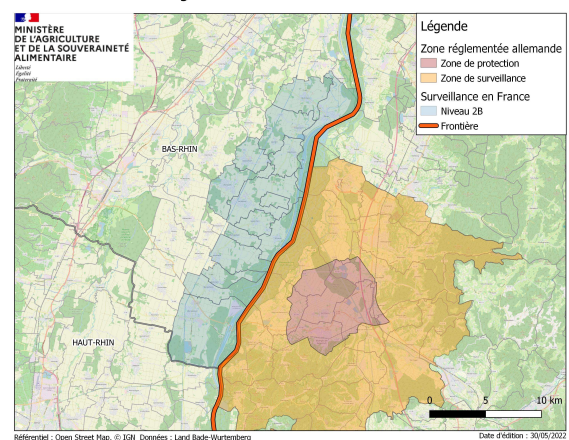 MINISTÈRE
DE L'AGRICULTURE
ET DE LA SOUVERAINETÉ
ALIMENTAIRE
Liberté
Égalité
Fraternité
Légende
Zone réglementée allemande
Zone de protection
Zone de surveillance
Surveillance en France
Niveau 2B
Frontière
BAS-RHIN
HAUT-RHIN
0 5 10 km
Référentiel : Open Street Map, © IGN Données : Land Bade-Wurtemberg
Date d'édition : 30/05/2022